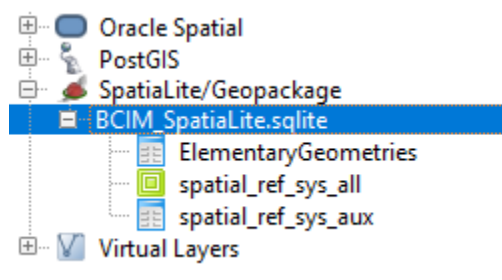 Oracle Spatial
PostGIS
SpatiaLite/Geopackage
BCIM_SpatiaLite.sqlite
ElementaryGeometries
spatial_ref_sys_all
spatial_ref_sys_aux
Virtual Layers